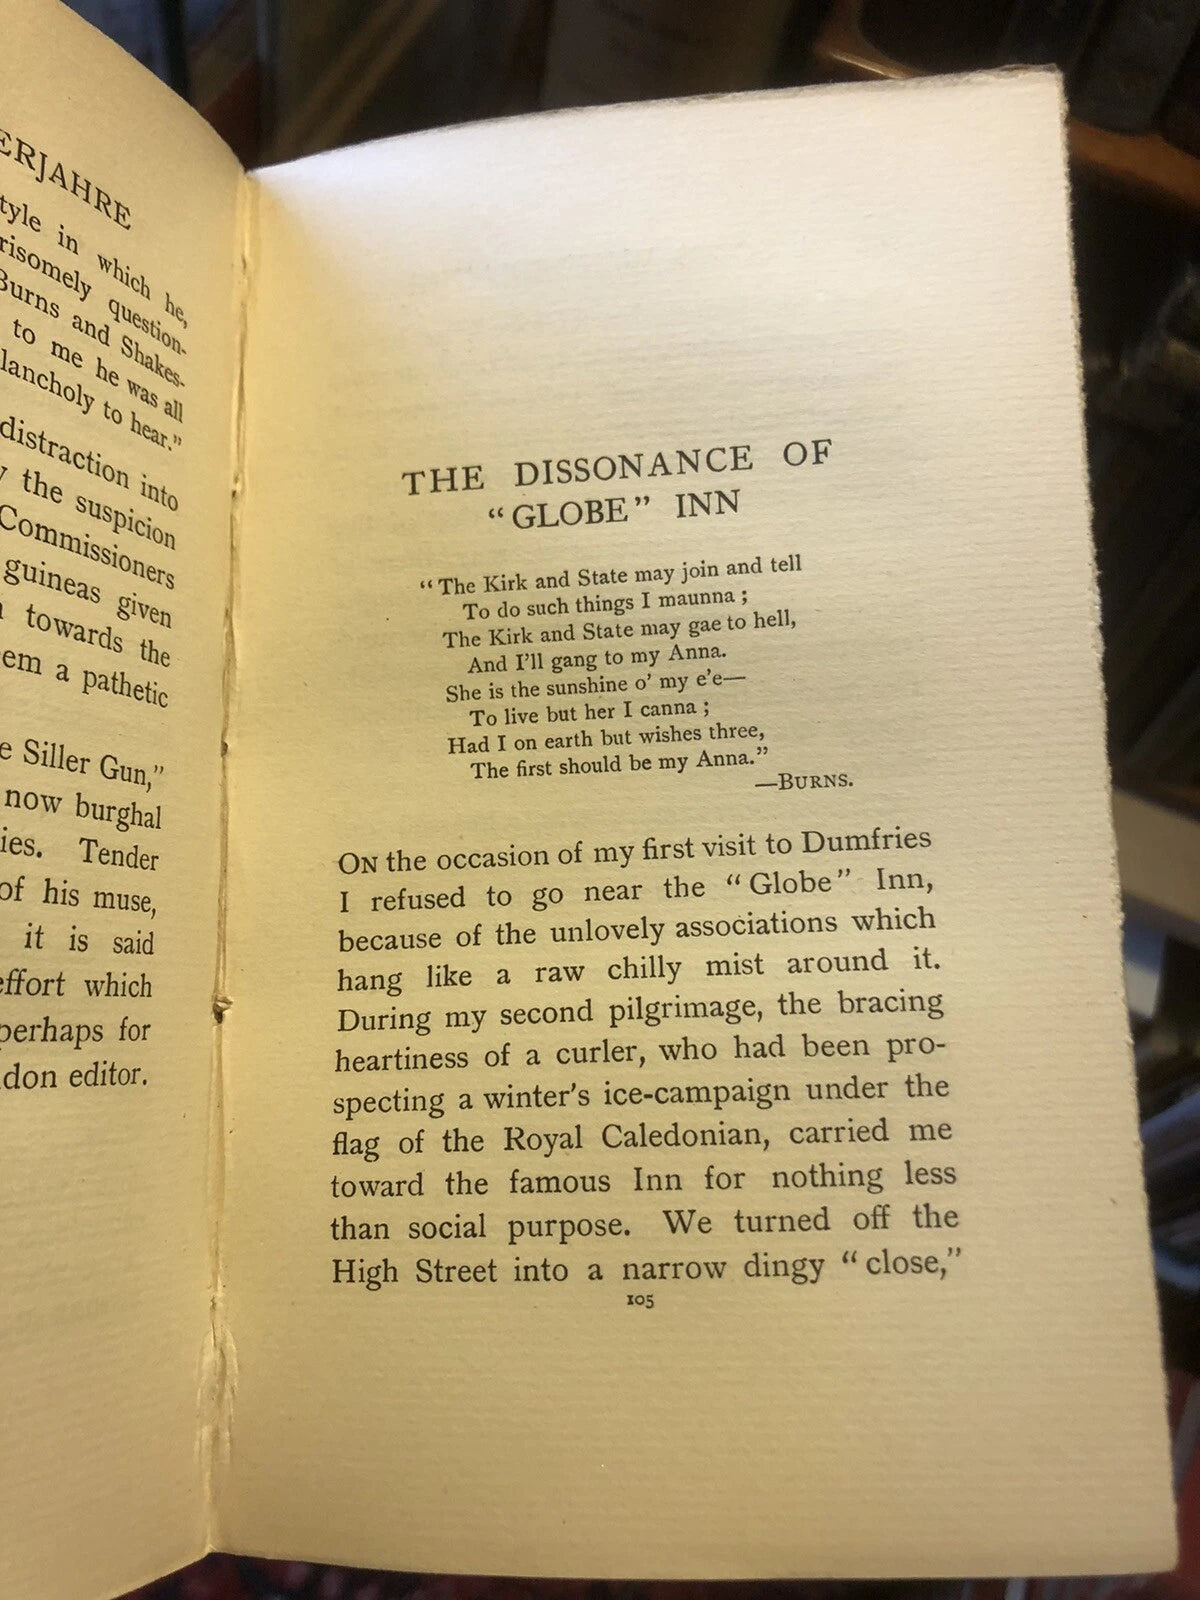 ERJAHRE
tyle in which he,
risomely question-
Burns and Shakes-
to me he was all
lancholy to hear."
distraction into
the suspicion
Commissioners
guineas given
towards the
em a pathetic
e Siller Gun,"
now burghal
ies. Tender
of his muse,
it is said
effort which
perhaps for
don editor.
THE DISSONANCE OF
"GLOBE" INN
"The Kirk and State may join and tell
To do such things I maunna;
The Kirk and State may gae to hell,
And I'll gang to my Anna.
She is the sunshine o' my e'e—
To live but her I canna;
Had I on earth but wishes three,
The first should be my Anna."
—BURNS.
ON the occasion of my first visit to Dumfries
I refused to go near the "Globe" Inn,
because of the unlovely associations which
hang like a raw chilly mist around it.
During my second pilgrimage, the bracing
heartiness of a curler, who had been pro-
specting a winter's ice-campaign under the
flag of the Royal Caledonian, carried me
toward the famous Inn for nothing less
than social purpose. We turned off the
High Street into a narrow dingy "close,"
105